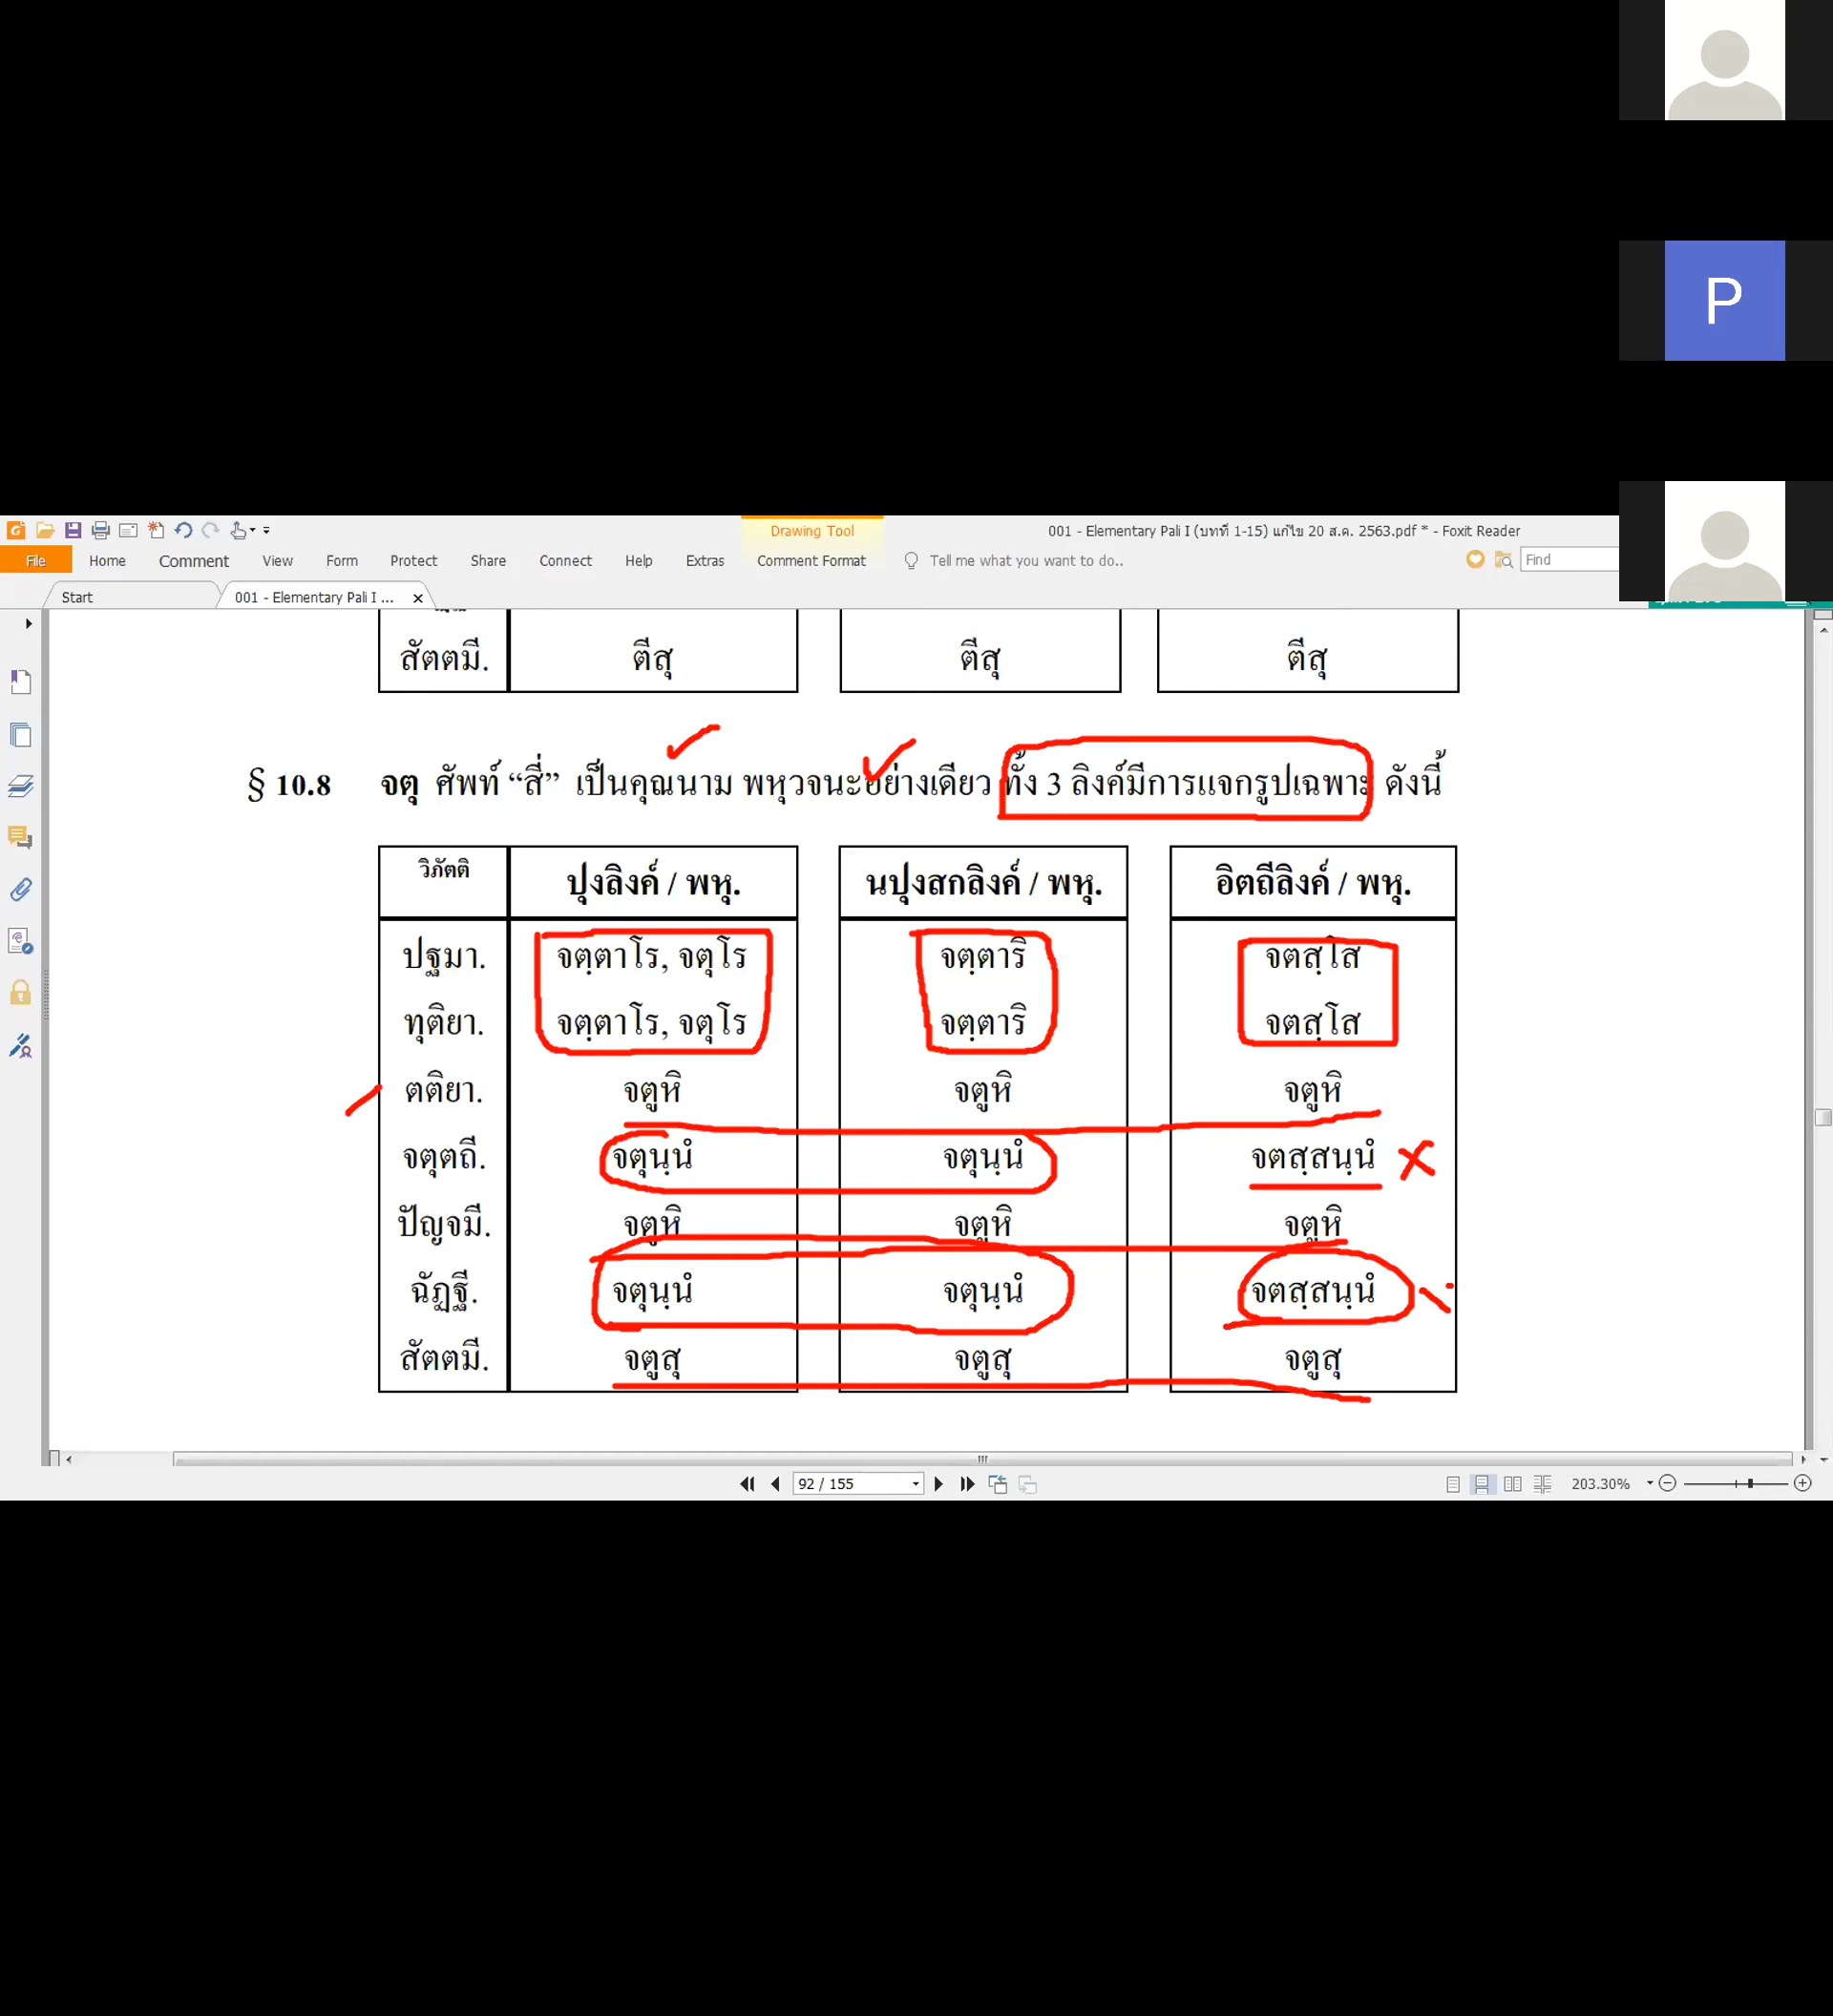 P
Drawing Tool
001 - Elementary Pali I (บทที่ 1-15) แก้ไข 20 ส.ค. 2563.pdf * - Foxit Reader
File Home Comment View Form Protect Share Connect Help Extras Comment Format Tell me what you want to do.. Find
Start 001 - Elementary Pali I ...
สัตตมี. ตีสุ ตีสุ ตีสุ
§ 10.8 จตุ ศัพท์ “สี่” เป็นคุณนาม พหุวจนะอย่างเดียว ทั้ง 3 ลิงค์มีการแจกรูปเฉพาะ ดังนี้
วิภัตติ ปุงลิงค์ / พหุ. นปุงสกลิงค์ / พหุ. อิตถีลิงค์ / พหุ.
ปฐมา. จตฺตาโร, จตุโร จตฺตาริ จตสฺโส
ทุติยา. จตฺตาโร, จตุโร จตฺตาริ จตสฺโส
ตติยา. จตูหิ จตูหิ จตูหิ
จตุตถี. จตุนฺนํ จตุนฺนํ จตสฺสนฺนํ
ปัญจมี. จตูหิ จตูหิ จตูหิ
ฉัฏฐี. จตุนฺนํ จตุนฺนํ จตสฺสนฺนํ
สัตตมี. จตูสุ จตูสุ จตูสุ
92 / 155 203.30%